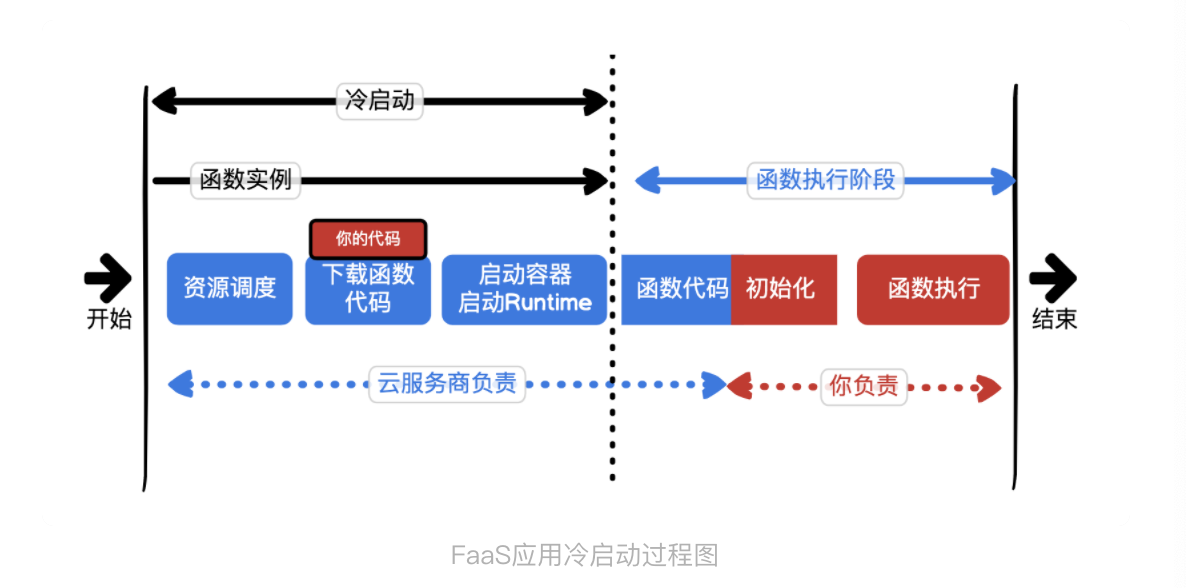 冷启动
函数实例
函数执行阶段
你的代码
开始
资源调度
下载函数
代码
启动容器
启动Runtime
函数代码
初始化
函数执行
结束
云服务商负责
你负责
FaaS应用冷启动过程图